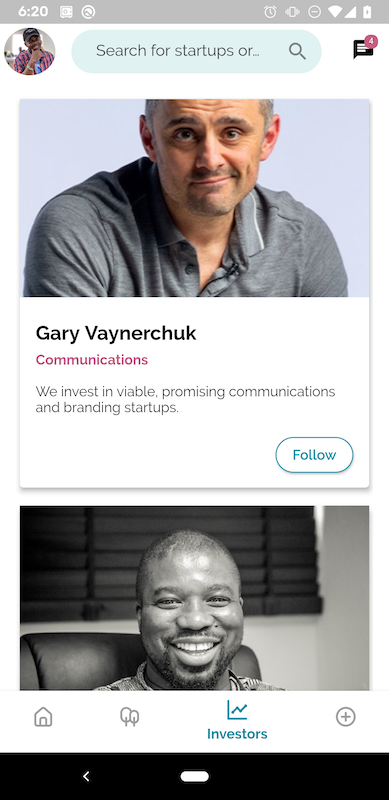 6:20
Search for startups or...
4
Gary Vaynerchuk
Communications
We invest in viable, promising communications
and branding startups.
Follow
Investors